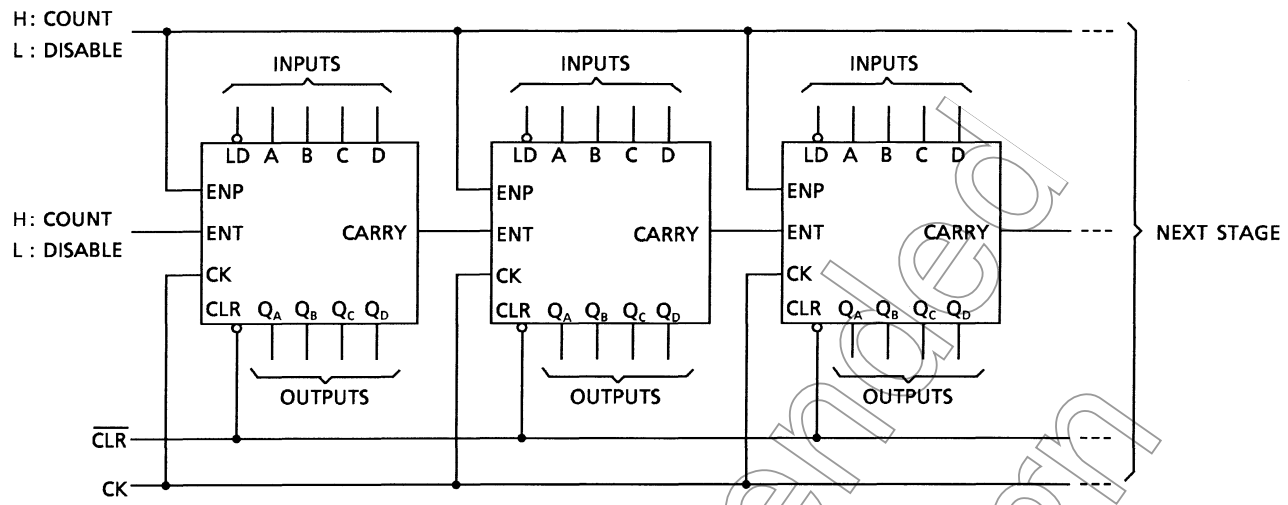 H: COUNT
L : DISABLE
INPUTS INPUTS INPUTS
LD A B C D LD A B C D LD A B C D
ENP ENP ENP
H: COUNT
L : DISABLE
ENT CARRY ENT CARRY ENT CARRY
NEXT STAGE
CK CK CK
CLR QA QB QC QD CLR QA QB QC QD CLR QA QB QC QD
OUTPUTS OUTPUTS OUTPUTS
CLR
CK